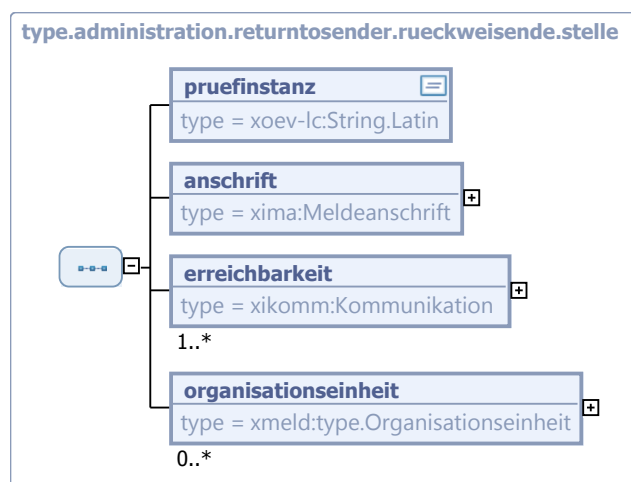 type.administration.returntosender.rueckweisende.stelle
pruefinstanz
type = xoev-lc:String.Latin
anschrift
type = xima:Meldeanschrift
erreichbarkeit
type = xikomm:Kommunikation
1..*
organisationseinheit
type = xmeld:type.Organisationseinheit
0..*